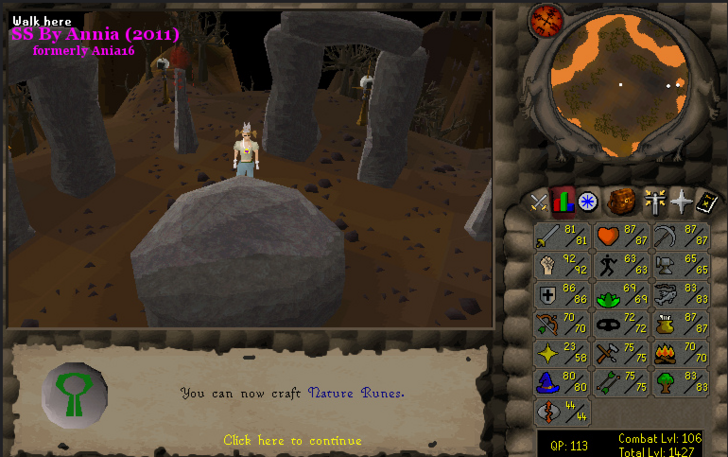 Walk here
SS By Annia (2011)
formerly Ania16
81/81 87/87 87/87
92/92 63/63 65/65
86/86 69/69 83/83
70/70 72/72 87/87
23/58 75/75 70/70
80/80 75/75 83/83
44/44
You can now craft Nature Runes.
Click here to continue
QP: 113
Combat Lvl: 106
Total Lvl: 1427